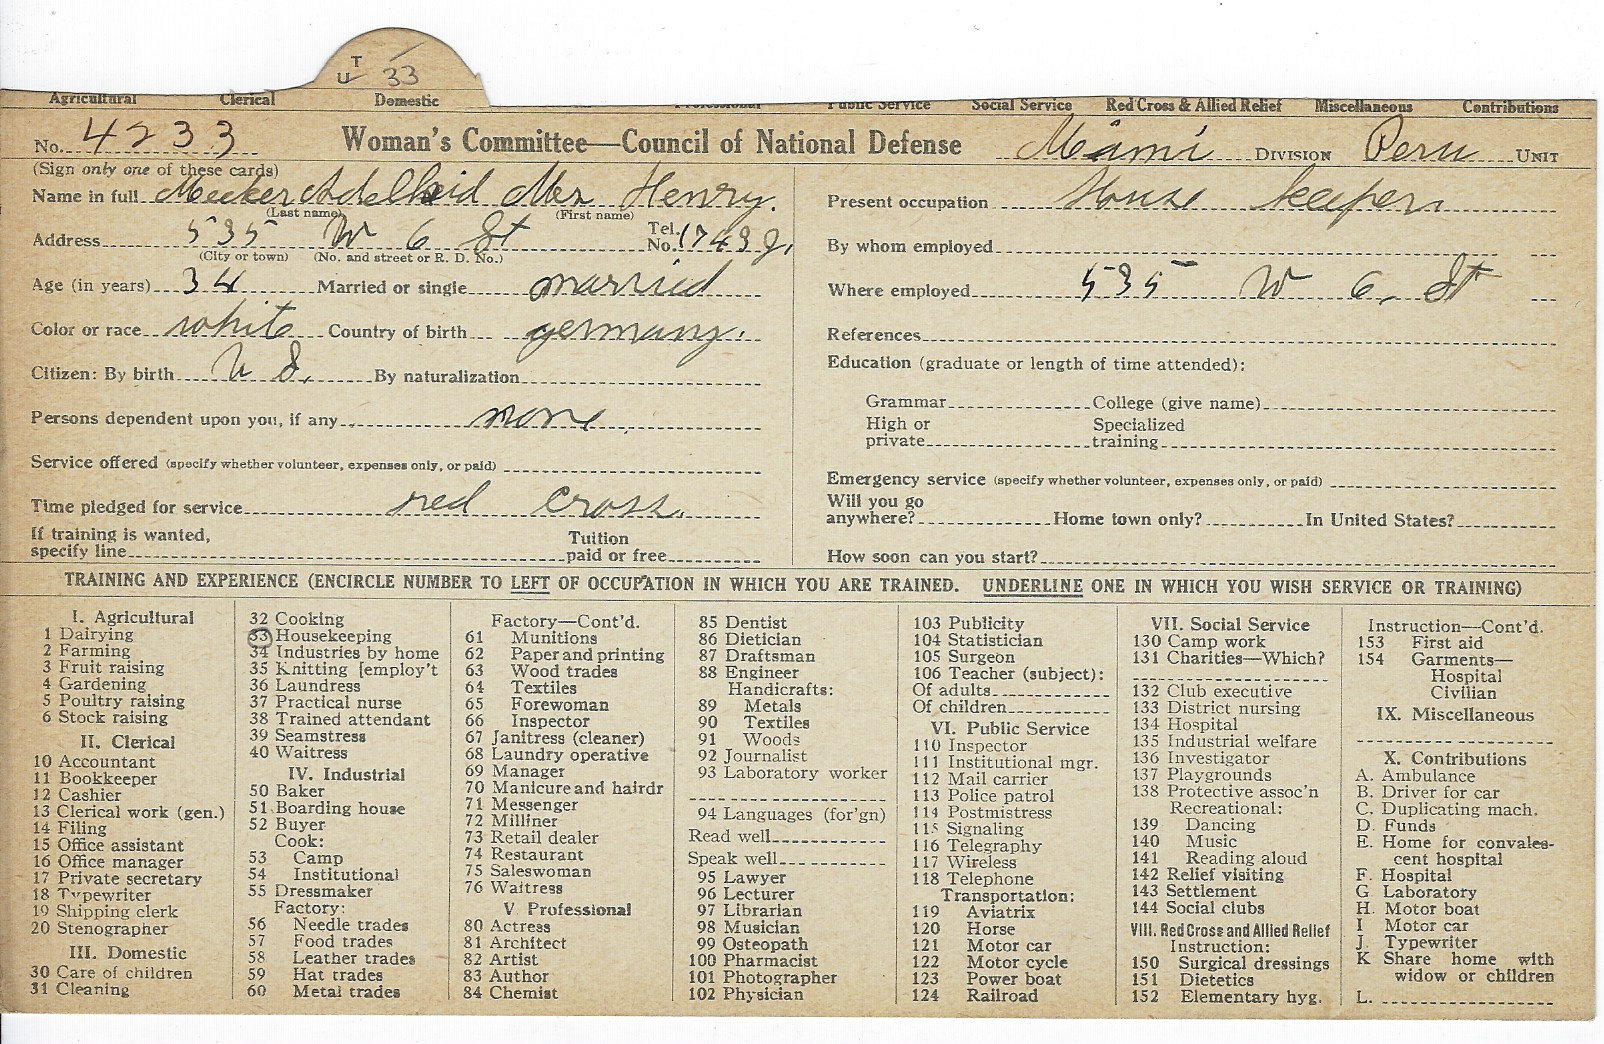 T
U 33
Agricultural Clerical Domestic Professional Public Service Social Service Red Cross & Allied Relief Miscellaneous Contributions
No. 4233 Woman's Committee—Council of National Defense Miami DIVISION Peru UNIT
(Sign only one of these cards)
Name in full Meeker Adelheid Mrs Henry.
(Last name) (First name)
Address 535 W 6 St Tel. No. 1743 J.
(City or town) (No. and street or R. D. No.)
Age (in years) 34 Married or single married
Color or race white Country of birth germany.
Citizen: By birth U S. By naturalization
Persons dependent upon you, if any none
Service offered (specify whether volunteer, expenses only, or paid)
Time pledged for service red cross.
If training is wanted, specify line Tuition paid or free
Present occupation House keeper.
By whom employed
Where employed 535 W 6. St
References
Education (graduate or length of time attended):
Grammar College (give name)
High or private Specialized training
Emergency service (specify whether volunteer, expenses only, or paid)
Will you go anywhere? Home town only? In United States?
How soon can you start?
TRAINING AND EXPERIENCE (ENCIRCLE NUMBER TO LEFT OF OCCUPATION IN WHICH YOU ARE TRAINED. UNDERLINE ONE IN WHICH YOU WISH SERVICE OR TRAINING)
I. Agricultural
1 Dairying
2 Farming
3 Fruit raising
4 Gardening
5 Poultry raising
6 Stock raising
II. Clerical
10 Accountant
11 Bookkeeper
12 Cashier
13 Clerical work (gen.)
14 Filing
15 Office assistant
16 Office manager
17 Private secretary
18 Typewriter
19 Shipping clerk
20 Stenographer
III. Domestic
30 Care of children
31 Cleaning
32 Cooking
33 Housekeeping
34 Industries by home
35 Knitting [employ't
36 Laundress
37 Practical nurse
38 Trained attendant
39 Seamstress
40 Waitress
IV. Industrial
50 Baker
51 Boarding house
52 Buyer
Cook:
53 Camp
54 Institutional
55 Dressmaker
Factory:
56 Needle trades
57 Food trades
58 Leather trades
59 Hat trades
60 Metal trades
Factory—Cont'd.
61 Munitions
62 Paper and printing
63 Wood trades
64 Textiles
65 Forewoman
66 Inspector
67 Janitress (cleaner)
68 Laundry operative
69 Manager
70 Manicure and hairdr
71 Messenger
72 Milliner
73 Retail dealer
74 Restaurant
75 Saleswoman
76 Waitress
V Professional
80 Actress
81 Architect
82 Artist
83 Author
84 Chemist
85 Dentist
86 Dietician
87 Draftsman
88 Engineer
Handicrafts:
89 Metals
90 Textiles
91 Woods
92 Journalist
93 Laboratory worker
94 Languages (for'gn)
Read well
Speak well
95 Lawyer
96 Lecturer
97 Librarian
98 Musician
99 Osteopath
100 Pharmacist
101 Photographer
102 Physician
103 Publicity
104 Statistician
105 Surgeon
106 Teacher (subject):
Of adults
Of children
VI. Public Service
110 Inspector
111 Institutional mgr.
112 Mail carrier
113 Police patrol
114 Postmistress
115 Signaling
116 Telegraphy
117 Wireless
118 Telephone
Transportation:
119 Aviatrix
120 Horse
121 Motor car
122 Motor cycle
123 Power boat
124 Railroad
VII. Social Service
130 Camp work
131 Charities—Which?
132 Club executive
133 District nursing
134 Hospital
135 Industrial welfare
136 Investigator
137 Playgrounds
138 Protective assoc'n
Recreational:
139 Dancing
140 Music
141 Reading aloud
142 Relief visiting
143 Settlement
144 Social clubs
VIII. Red Cross and Allied Relief
Instruction:
150 Surgical dressings
151 Dietetics
152 Elementary hyg.
Instruction—Cont'd.
153 First aid
154 Garments—
Hospital
Civilian
IX. Miscellaneous
X. Contributions
A. Ambulance
B. Driver for car
C. Duplicating mach.
D. Funds
E. Home for convales-
cent hospital
F. Hospital
G. Laboratory
H. Motor boat
I Motor car
J. Typewriter
K Share home with
widow or children
L.